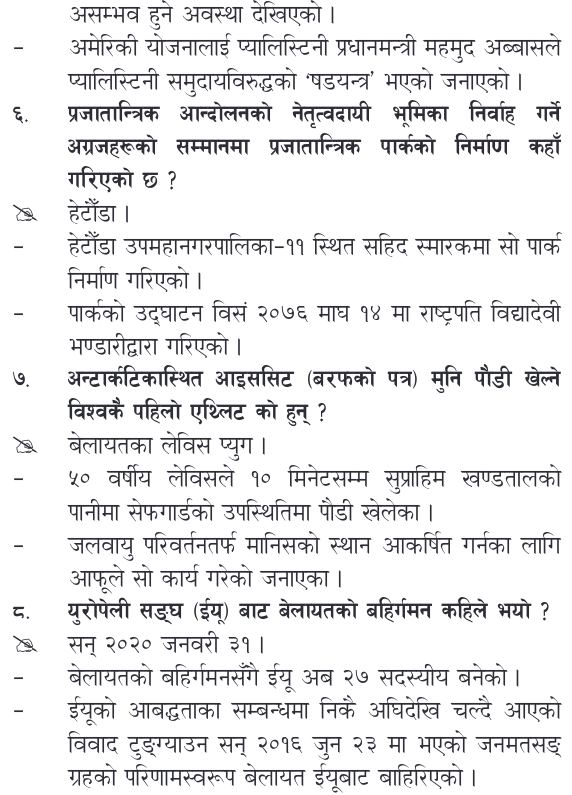 असम्भव हुने अवस्था देखिएको ।
– अमेरिकी योजनालाई प्यालिस्टिनी प्रधानमन्त्री महमुद अब्बासले
प्यालिस्टिनी समुदायविरुद्धको ‘षडयन्त्र’ भएको जनाएको ।
६. प्रजातान्त्रिक आन्दोलनको नेतृत्वदायी भूमिका निर्वाह गर्ने
अग्रजहरूको सम्मानमा प्रजातान्त्रिक पार्कको निर्माण कहाँ
गरिएको छ ?
हेटौँडा ।
– हेटौँडा उपमहानगरपालिका–११ स्थित सहिद स्मारकमा सो पार्क
निर्माण गरिएको ।
– पार्कको उद्घाटन विसं २०७६ माघ १४ मा राष्ट्रपति विद्यादेवी
भण्डारीद्वारा गरिएको ।
७. अन्टार्कटिकास्थित आइससिट (बरफको पत्र) मुनि पौडी खेल्ने
विश्वकै पहिलो एथ्लिट को हुन् ?
बेलायतका लेविस प्युग ।
– ५० वर्षीय लेविसले १० मिनेटसम्म सुप्राहिम खण्डतालको
पानीमा सेफगार्डको उपस्थितिमा पौडी खेलेका ।
– जलवायु परिवर्तनतर्फ मानिसको स्थान आकर्षित गर्नका लागि
आफूले सो कार्य गरेको जनाएका ।
८. युरोपेली सङ्घ (ईयू) बाट बेलायतको बहिर्गमन कहिले भयो ?
सन् २०२० जनवरी ३१ ।
– बेलायतको बहिर्गमनसँगै ईयू अब २७ सदस्यीय बनेको ।
– ईयूको आबद्धताका सम्बन्धमा निकै अघिदेखि चल्दै आएको
विवाद टुङ्ग्याउन सन् २०१६ जुन २३ मा भएको जनमतसङ्
ग्रहको परिणामस्वरूप बेलायत ईयूबाट बाहिरिएको ।